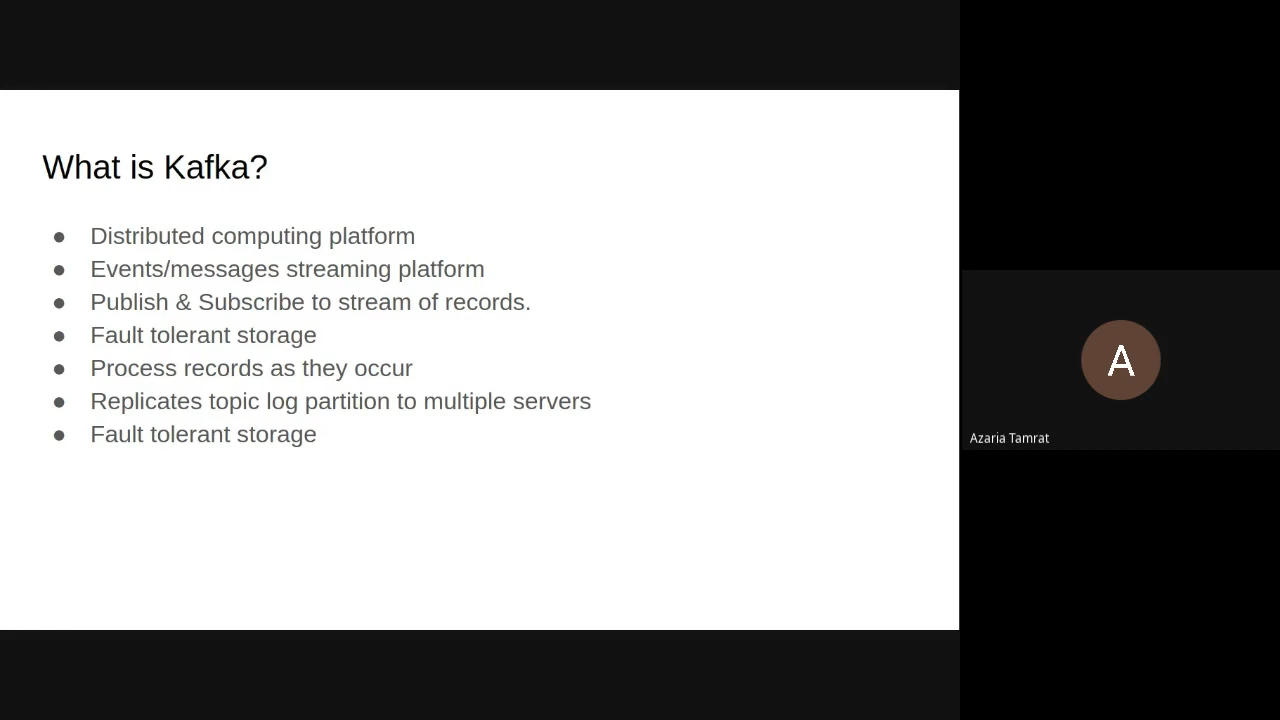 What is Kafka?
● Distributed computing platform
● Events/messages streaming platform
● Publish & Subscribe to stream of records.
● Fault tolerant storage
● Process records as they occur
● Replicates topic log partition to multiple servers
● Fault tolerant storage
A
Azaria Tamrat